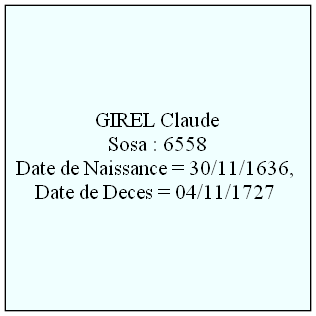 GIREL Claude
Sosa : 6558
Date de Naissance = 30/11/1636,
Date de Deces = 04/11/1727